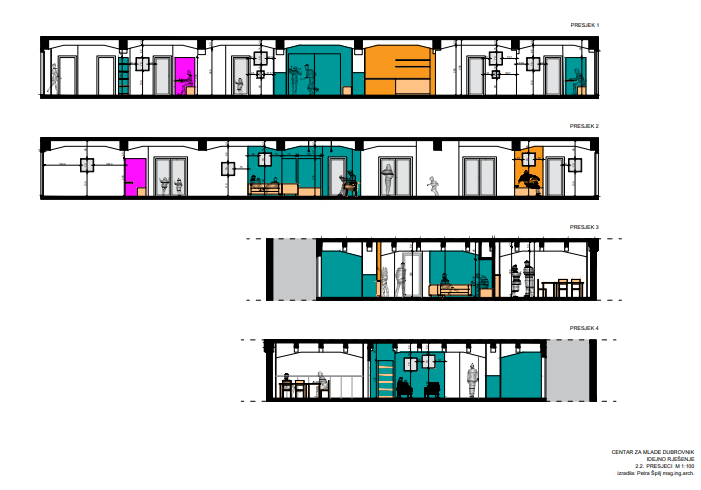 PRESJEK 1
PRESJEK 2
PRESJEK 3
PRESJEK 4
CENTAR ZA MLADE DUBROVNIK
IDEJNO RJEŠENJE
2.2. PRESJECI M 1:100
izradila: Petra Špilj mag.ing.arch.